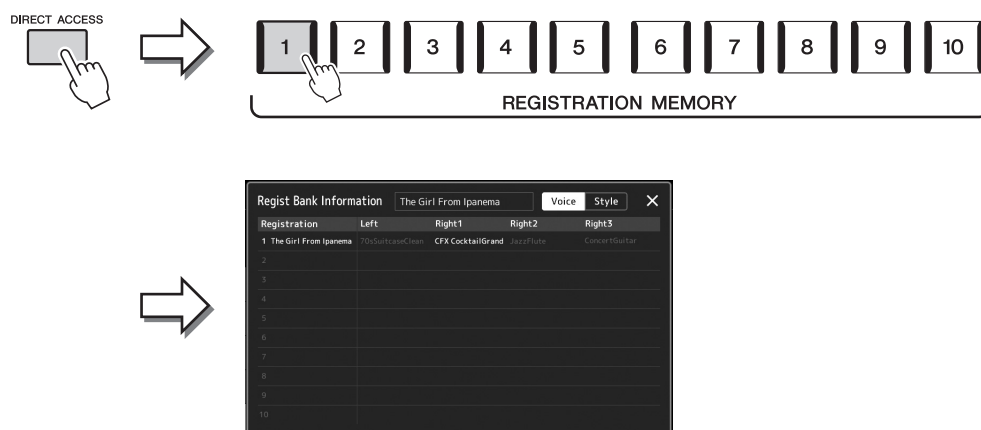 DIRECT ACCESS
1 2 3 4 5 6 7 8 9 10
REGISTRATION MEMORY
Regist Bank Information The Girl From Ipanema Voice Style X
Registration Left Right1 Right2 Right3
1 The Girl From Ipanema 70sSuitcaseClean CFX CocktailGrand JazzFlute ConcertGuitar
2
3
4
5
6
7
8
9
10